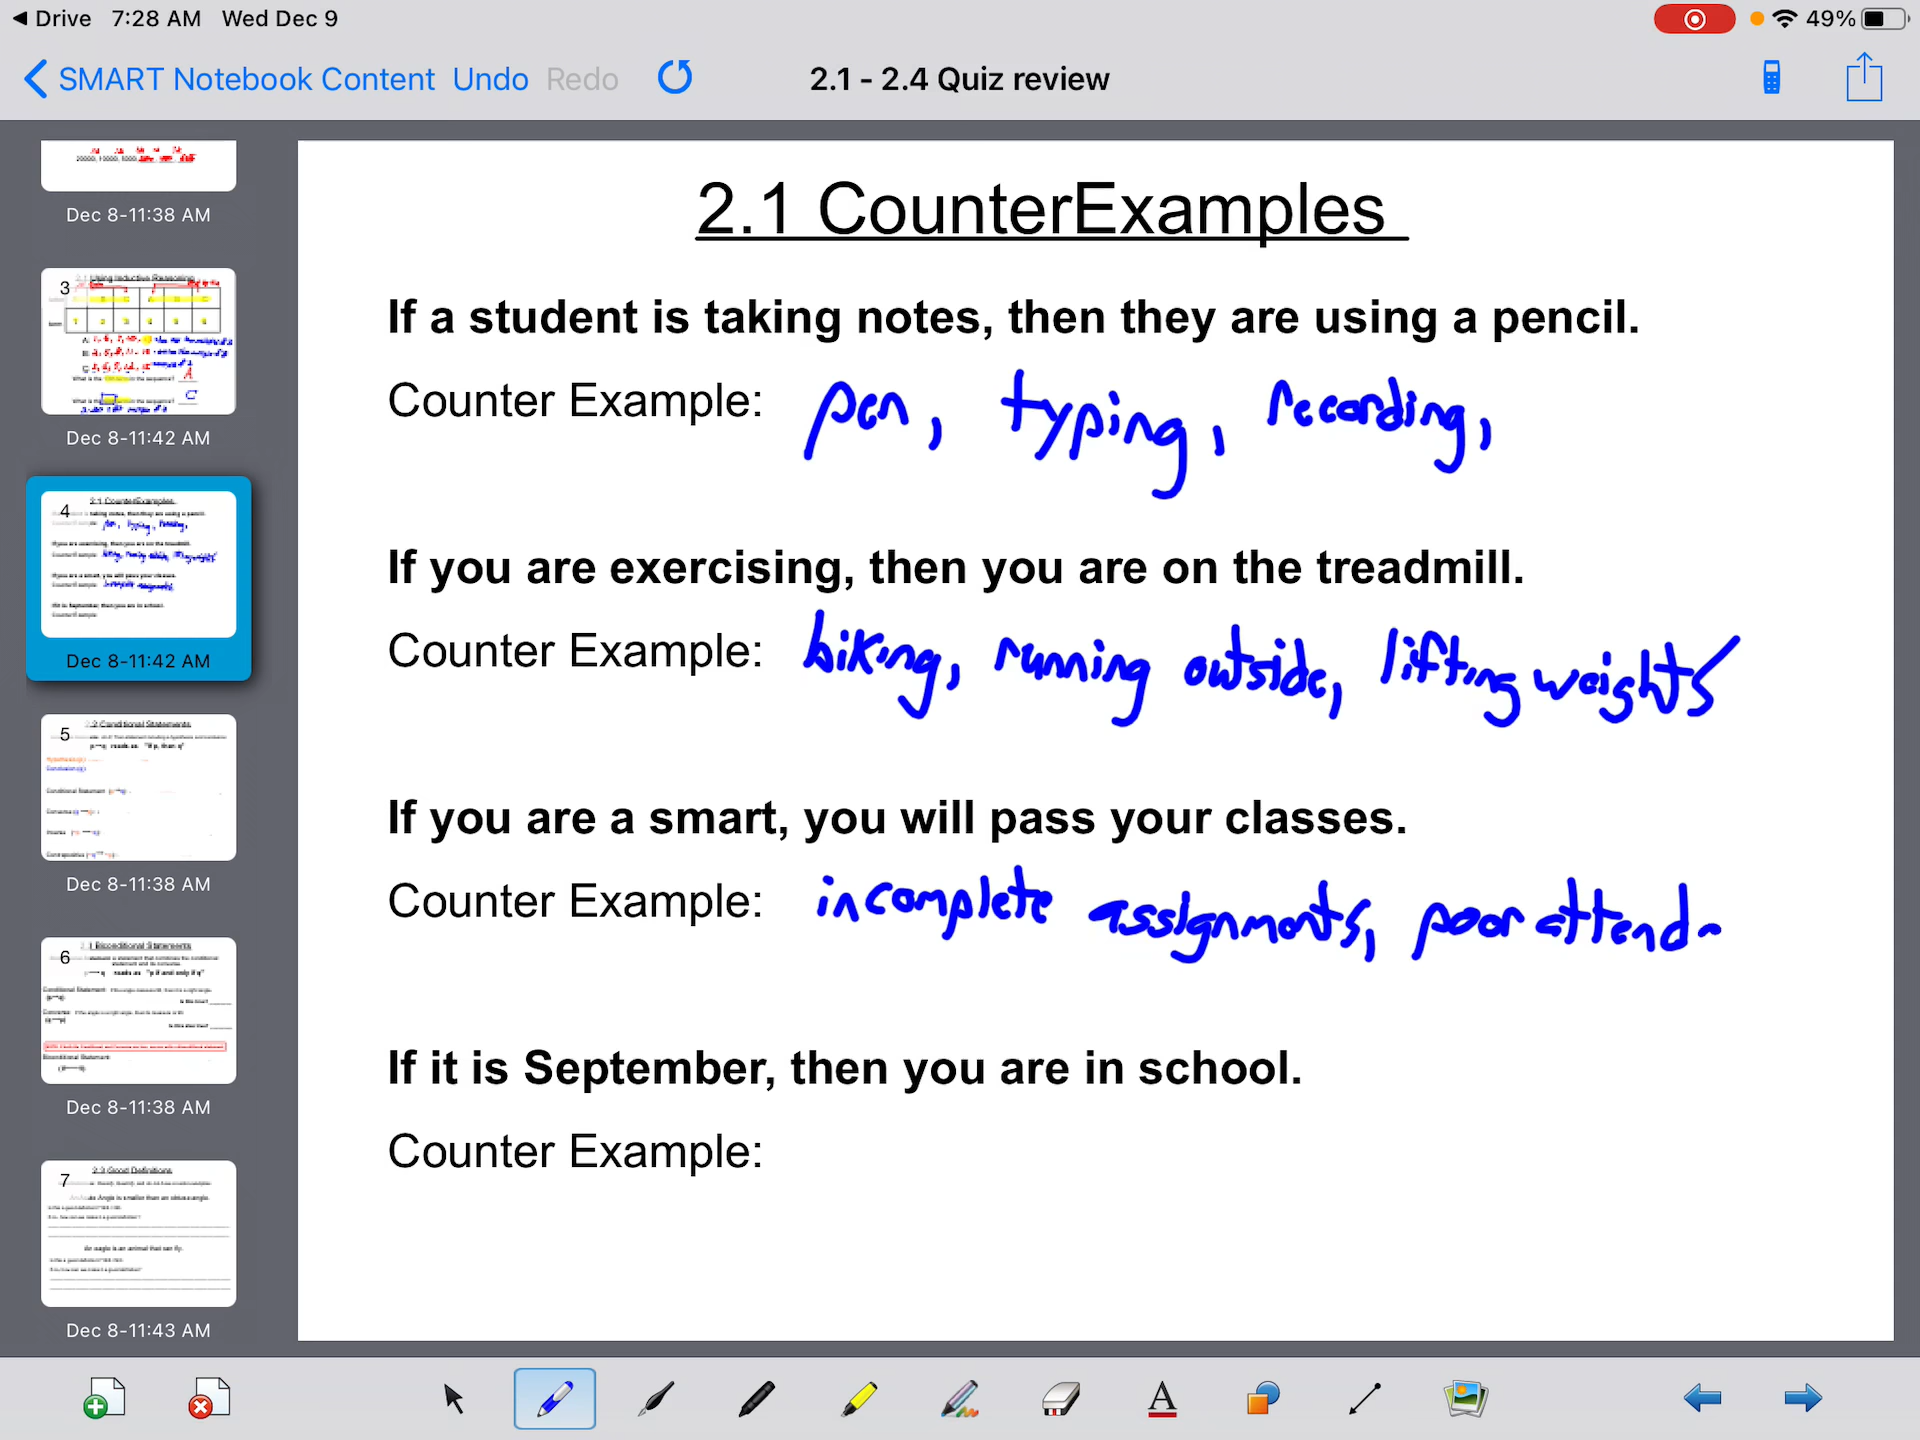 Drive 7:28 AM Wed Dec 9 49%
SMART Notebook Content Undo Redo 2.1 - 2.4 Quiz review
Dec 8-11:38 AM
3
Dec 8-11:42 AM
4
Dec 8-11:42 AM
5
Dec 8-11:38 AM
6
Dec 8-11:38 AM
7
Dec 8-11:43 AM
2.1 CounterExamples
If a student is taking notes, then they are using a pencil.
Counter Example: pen, typing, recording,
If you are exercising, then you are on the treadmill.
Counter Example: biking, running outside, lifting weights
If you are a smart, you will pass your classes.
Counter Example: incomplete assignments, poor attend
If it is September, then you are in school.
Counter Example:
A